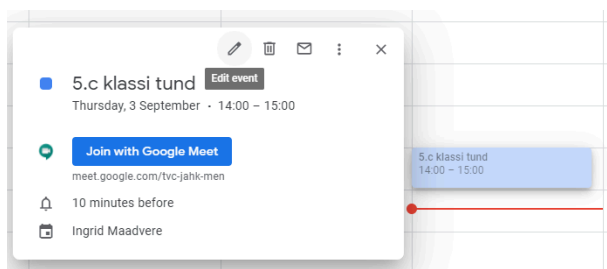 Edit event
5.c klassi tund
Thursday, 3 September • 14:00 – 15:00
Join with Google Meet
meet.google.com/tvc-jahk-men
10 minutes before
Ingrid Maadvere
5.c klassi tund
14:00 – 15:00